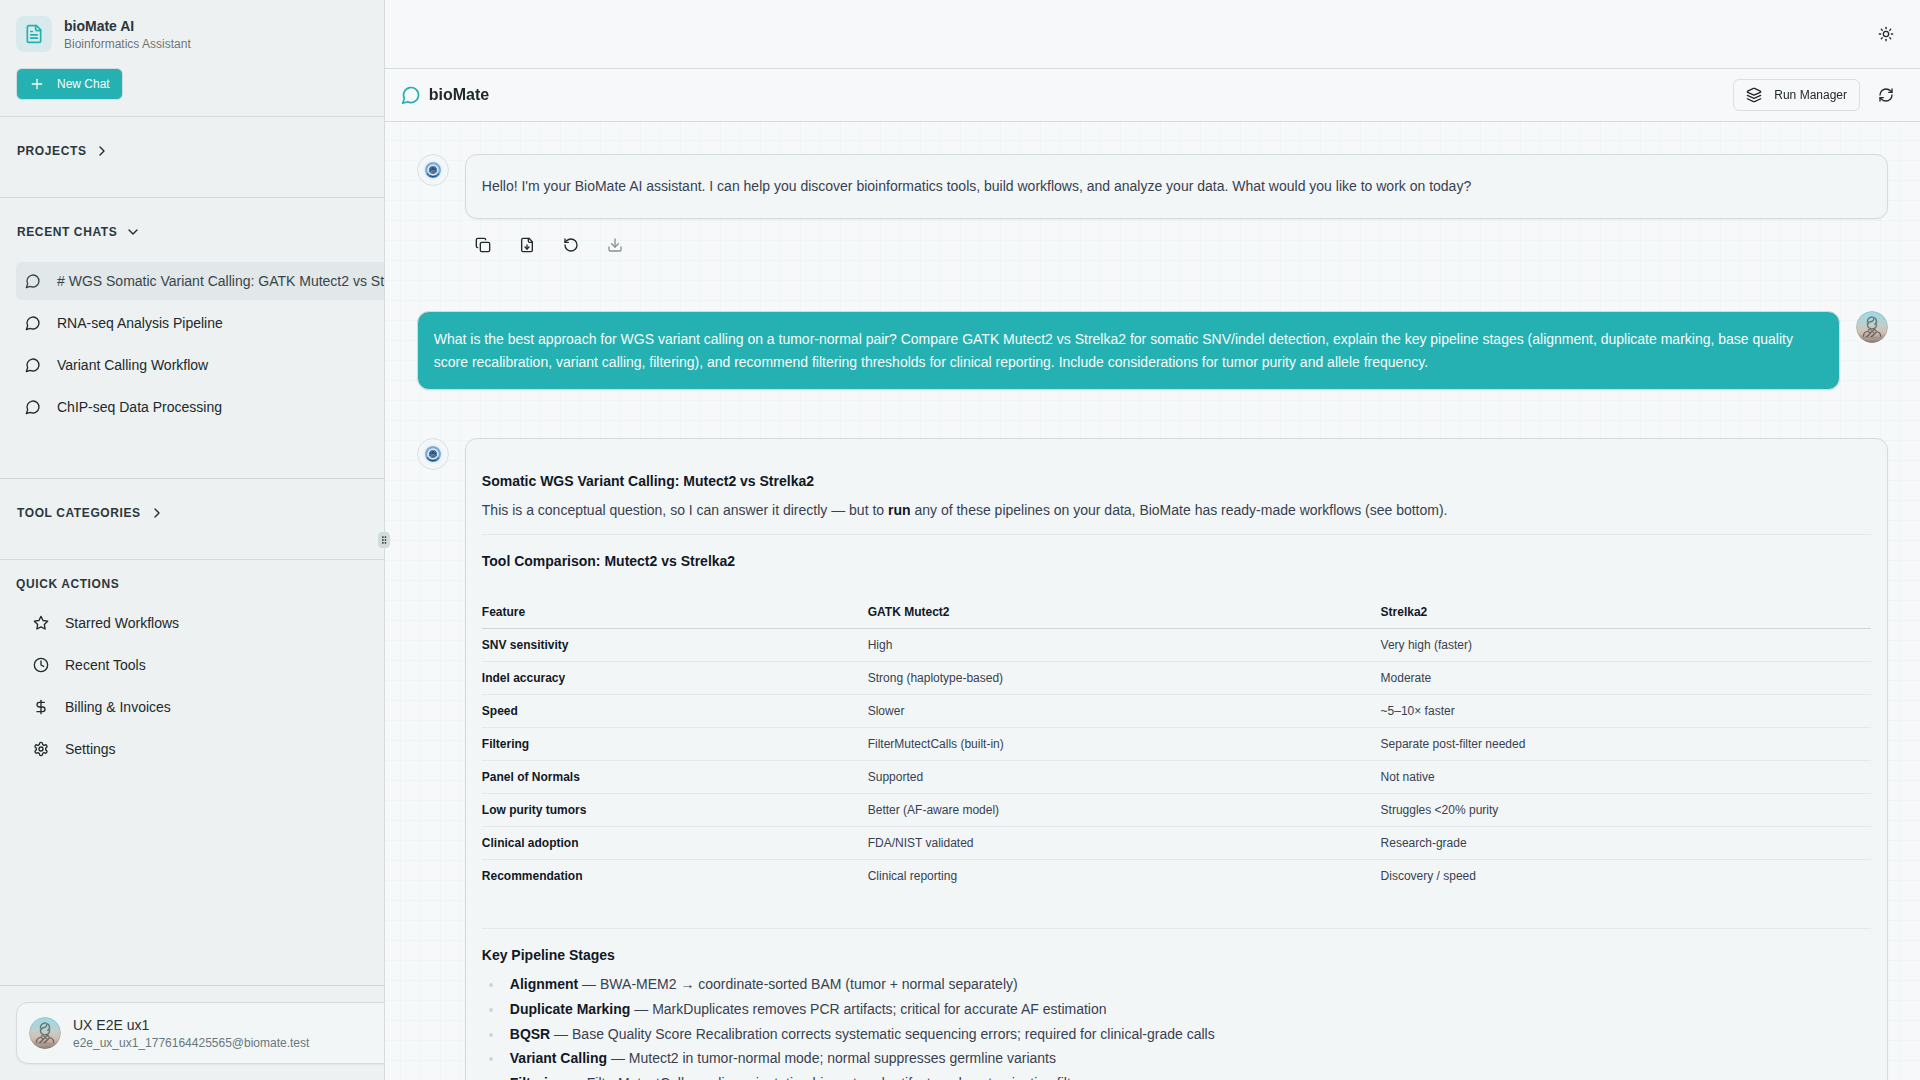 bioMate AI
Bioinformatics Assistant
New Chat
PROJECTS
RECENT CHATS
# WGS Somatic Variant Calling: GATK Mutect2 vs St
RNA-seq Analysis Pipeline
Variant Calling Workflow
ChIP-seq Data Processing
TOOL CATEGORIES
QUICK ACTIONS
Starred Workflows
Recent Tools
Billing & Invoices
Settings
UX E2E ux1
e2e_ux_ux1_1776164425565@biomate.test
bioMate
Run Manager
Hello! I'm your BioMate AI assistant. I can help you discover bioinformatics tools, build workflows, and analyze your data. What would you like to work on today?
What is the best approach for WGS variant calling on a tumor-normal pair? Compare GATK Mutect2 vs Strelka2 for somatic SNV/indel detection, explain the key pipeline stages (alignment, duplicate marking, base quality
score recalibration, variant calling, filtering), and recommend filtering thresholds for clinical reporting. Include considerations for tumor purity and allele frequency.
Somatic WGS Variant Calling: Mutect2 vs Strelka2
This is a conceptual question, so I can answer it directly — but to run any of these pipelines on your data, BioMate has ready-made workflows (see bottom).
Tool Comparison: Mutect2 vs Strelka2
Feature GATK Mutect2 Strelka2
SNV sensitivity High Very high (faster)
Indel accuracy Strong (haplotype-based) Moderate
Speed Slower ~5–10× faster
Filtering FilterMutectCalls (built-in) Separate post-filter needed
Panel of Normals Supported Not native
Low purity tumors Better (AF-aware model) Struggles <20% purity
Clinical adoption FDA/NIST validated Research-grade
Recommendation Clinical reporting Discovery / speed
Key Pipeline Stages
Alignment — BWA-MEM2 → coordinate-sorted BAM (tumor + normal separately)
Duplicate Marking — MarkDuplicates removes PCR artifacts; critical for accurate AF estimation
BQSR — Base Quality Score Recalibration corrects systematic sequencing errors; required for clinical-grade calls
Variant Calling — Mutect2 in tumor-normal mode; normal suppresses germline variants